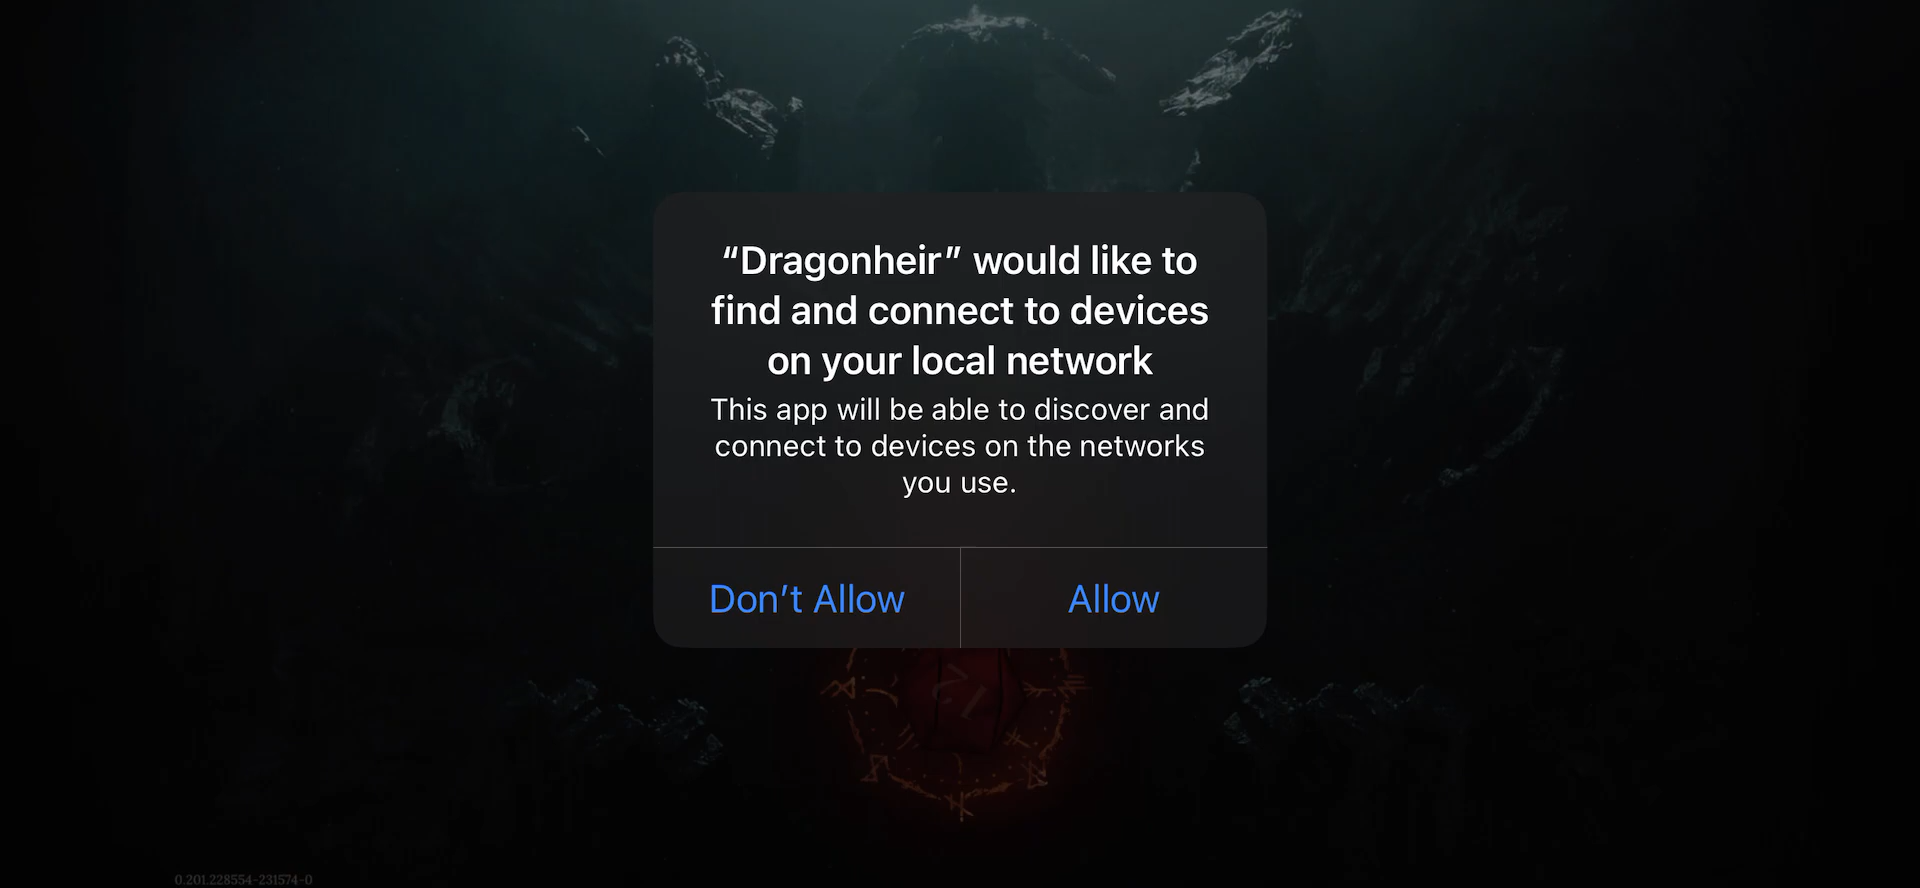 “Dragonheir” would like to
find and connect to devices
on your local network
This app will be able to discover and
connect to devices on the networks
you use.
Don’t Allow
Allow
0.201.228554-231574-0